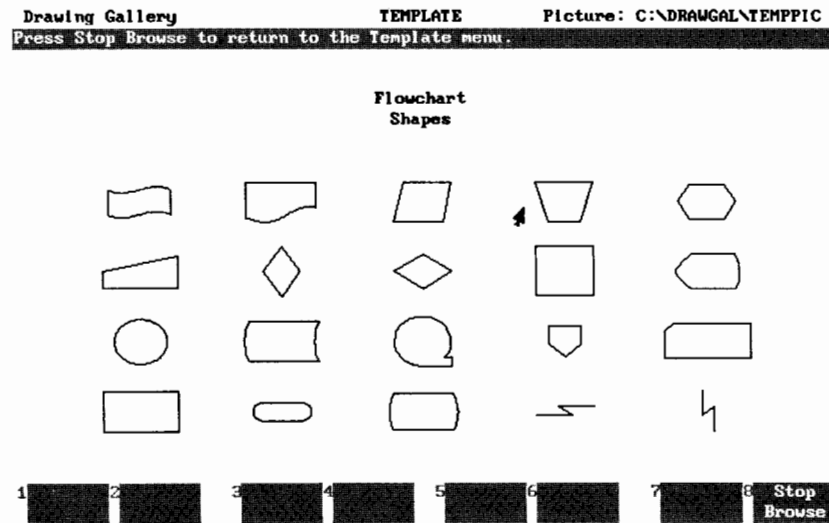 Drawing Gallery TEMPLATE Picture: C:\DRAWGAL\TEMPPIC
Press Stop Browse to return to the Template menu.
Flowchart
Shapes
1 2 3 4 5 6 7 8 Stop
Browse